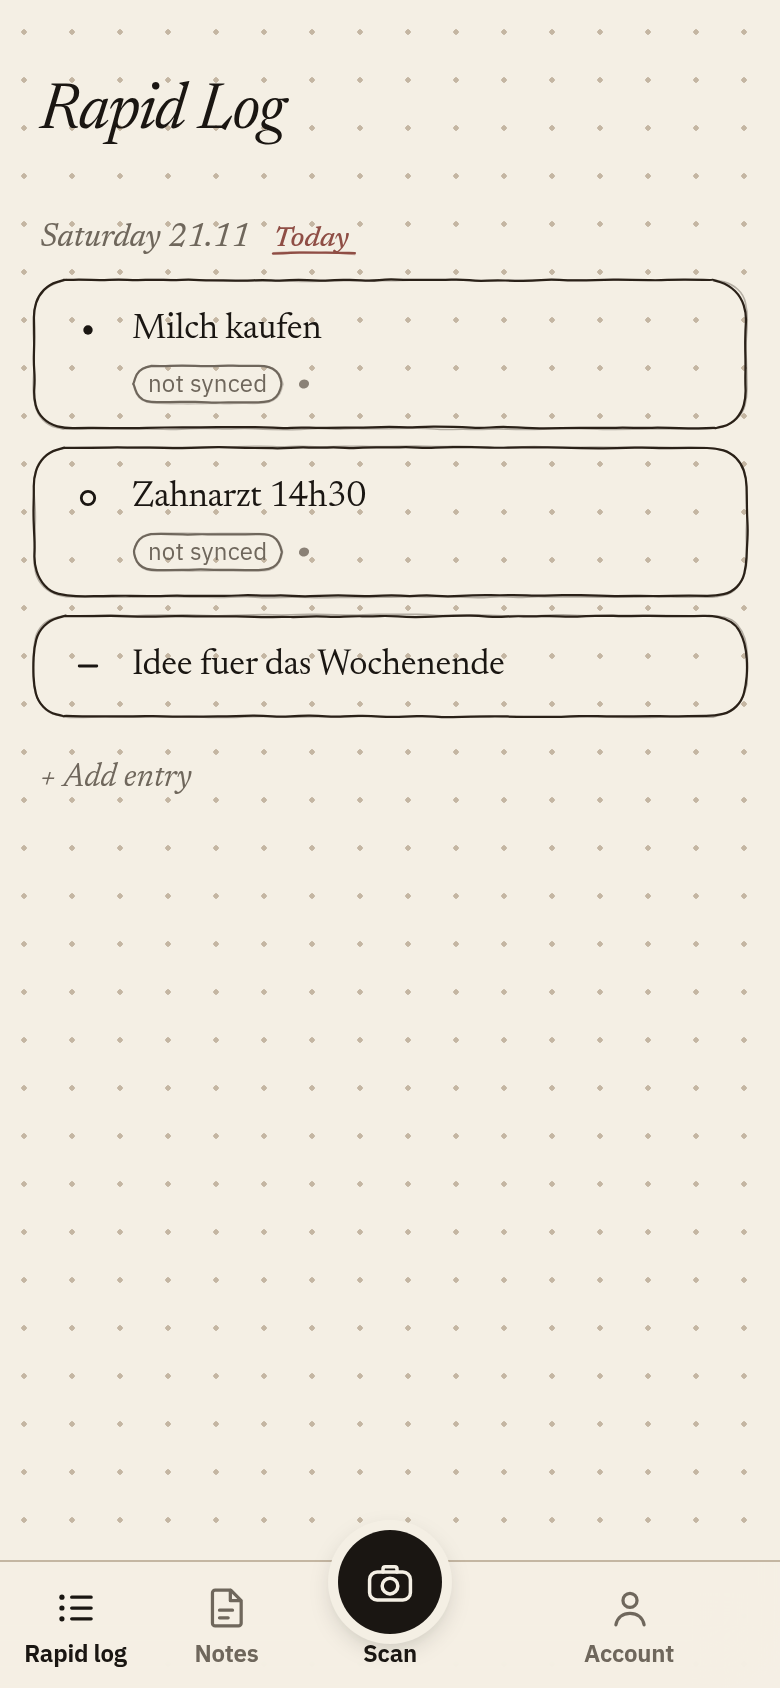 Rapid Log
Saturday 21.11 Today
• Milch kaufen
not synced •
○ Zahnarzt 14h30
not synced •
– Idee fuer das Wochenende
+ Add entry
Rapid log
Notes
Scan
Account